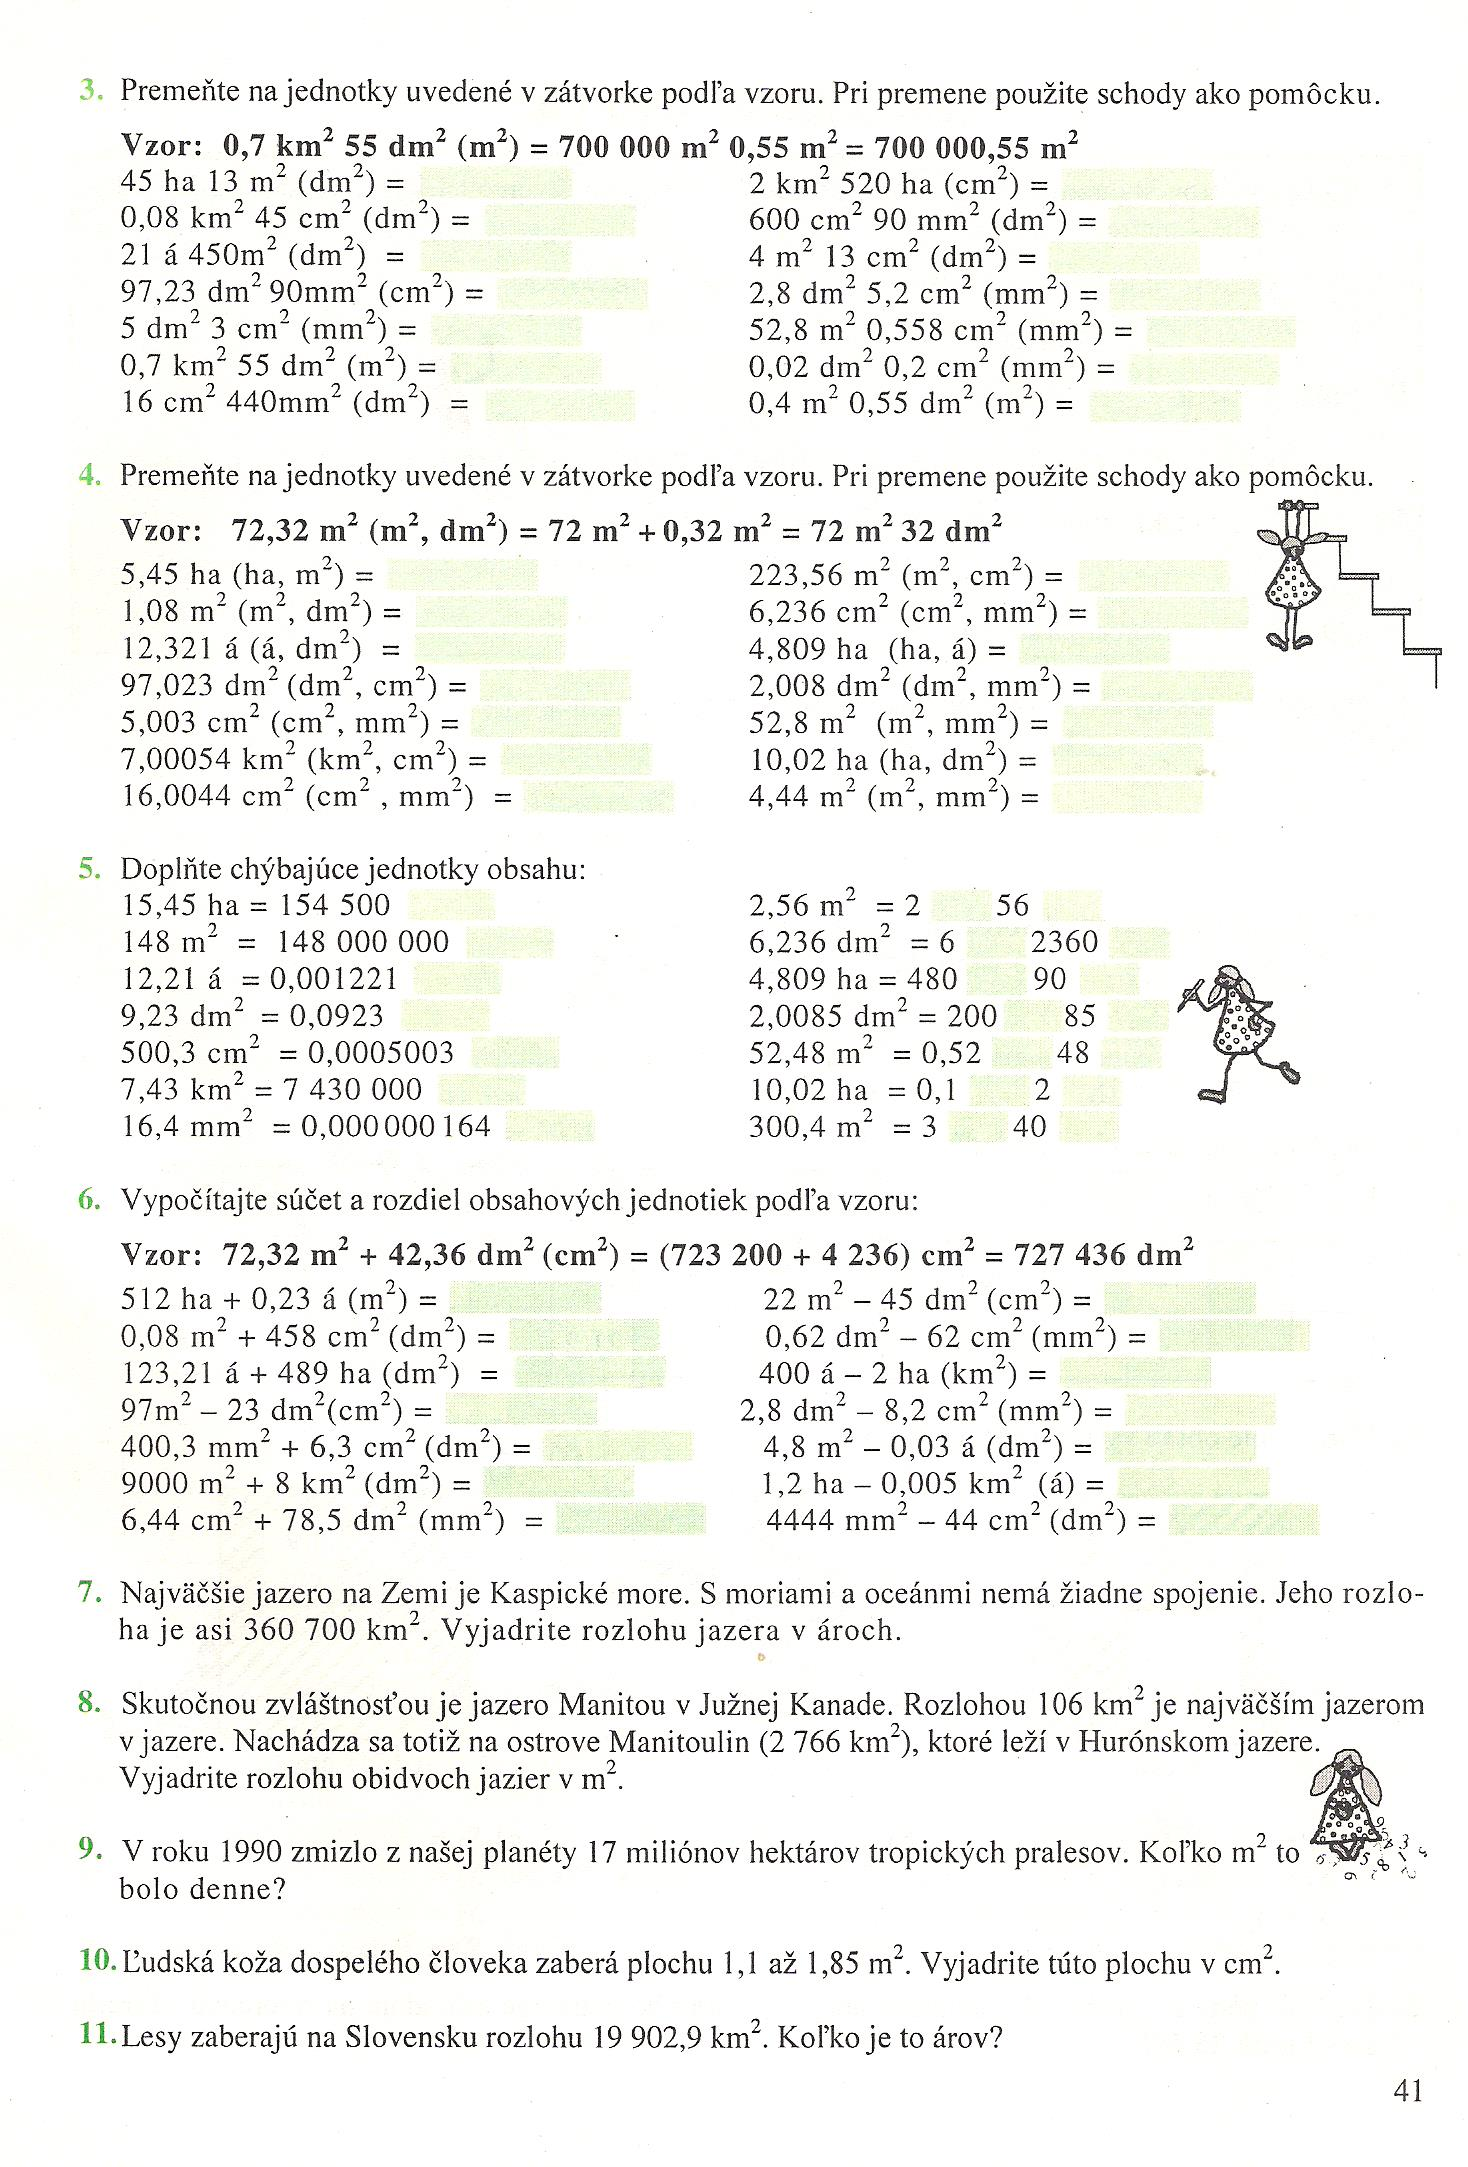 3. Premeňte na jednotky uvedené v zátvorke podľa vzoru. Pri premene použite schody ako pomôcku.
Vzor: 0,7 km² 55 dm² (m²) = 700 000 m² 0,55 m² = 700 000,55 m²
45 ha 13 m² (dm²) =
2 km² 520 ha (cm²) =
0,08 km² 45 cm² (dm²) =
600 cm² 90 mm² (dm²) =
21 á 450m² (dm²) =
4 m² 13 cm² (dm²) =
97,23 dm² 90mm² (cm²) =
2,8 dm² 5,2 cm² (mm²) =
5 dm² 3 cm² (mm²) =
52,8 m² 0,558 cm² (mm²) =
0,7 km² 55 dm² (m²) =
0,02 dm² 0,2 cm² (mm²) =
16 cm² 440mm² (dm²) =
0,4 m² 0,55 dm² (m²) =
4. Premeňte na jednotky uvedené v zátvorke podľa vzoru. Pri premene použite schody ako pomôcku.
Vzor: 72,32 m² (m², dm²) = 72 m² + 0,32 m² = 72 m² 32 dm²
5,45 ha (ha, m²) =
223,56 m² (m², cm²) =
1,08 m² (m², dm²) =
6,236 cm² (cm², mm²) =
12,321 á (á, dm²) =
4,809 ha (ha, á) =
97,023 dm² (dm², cm²) =
2,008 dm² (dm², mm²) =
5,003 cm² (cm², mm²) =
52,8 m² (m², mm²) =
7,00054 km² (km², cm²) =
10,02 ha (ha, dm²) =
16,0044 cm² (cm² , mm²) =
4,44 m² (m², mm²) =
5. Doplňte chýbajúce jednotky obsahu:
15,45 ha = 154 500
2,56 m² = 2 56
148 m² = 148 000 000
6,236 dm² = 6 2360
12,21 á = 0,001221
4,809 ha = 480 90
9,23 dm² = 0,0923
2,0085 dm² = 200 85
500,3 cm² = 0,0005003
52,48 m² = 0,52 48
7,43 km² = 7 430 000
10,02 ha = 0,1 2
16,4 mm² = 0,000000164
300,4 m² = 3 40
6. Vypočítajte súčet a rozdiel obsahových jednotiek podľa vzoru:
Vzor: 72,32 m² + 42,36 dm² (cm²) = (723 200 + 4 236) cm² = 727 436 dm²
512 ha + 0,23 á (m²) =
22 m² – 45 dm² (cm²) =
0,08 m² + 458 cm² (dm²) =
0,62 dm² – 62 cm² (mm²) =
123,21 á + 489 ha (dm²) =
400 á – 2 ha (km²) =
97m² – 23 dm²(cm²) =
2,8 dm² – 8,2 cm² (mm²) =
400,3 mm² + 6,3 cm² (dm²) =
4,8 m² – 0,03 á (dm²) =
9000 m² + 8 km² (dm²) =
1,2 ha – 0,005 km² (á) =
6,44 cm² + 78,5 dm² (mm²) =
4444 mm² – 44 cm² (dm²) =
7. Najväčšie jazero na Zemi je Kaspické more. S moriami a oceánmi nemá žiadne spojenie. Jeho rozlo-
ha je asi 360 700 km². Vyjadrite rozlohu jazera v ároch.
8. Skutočnou zvláštnosťou je jazero Manitou v Južnej Kanade. Rozlohou 106 km² je najväčším jazerom
v jazere. Nachádza sa totiž na ostrove Manitoulin (2 766 km²), ktoré leží v Hurónskom jazere.
Vyjadrite rozlohu obidvoch jazier v m².
9. V roku 1990 zmizlo z našej planéty 17 miliónov hektárov tropických pralesov. Koľko m² to
bolo denne?
10. Ľudská koža dospelého človeka zaberá plochu 1,1 až 1,85 m². Vyjadrite túto plochu v cm².
11. Lesy zaberajú na Slovensku rozlohu 19 902,9 km². Koľko je to árov?
41